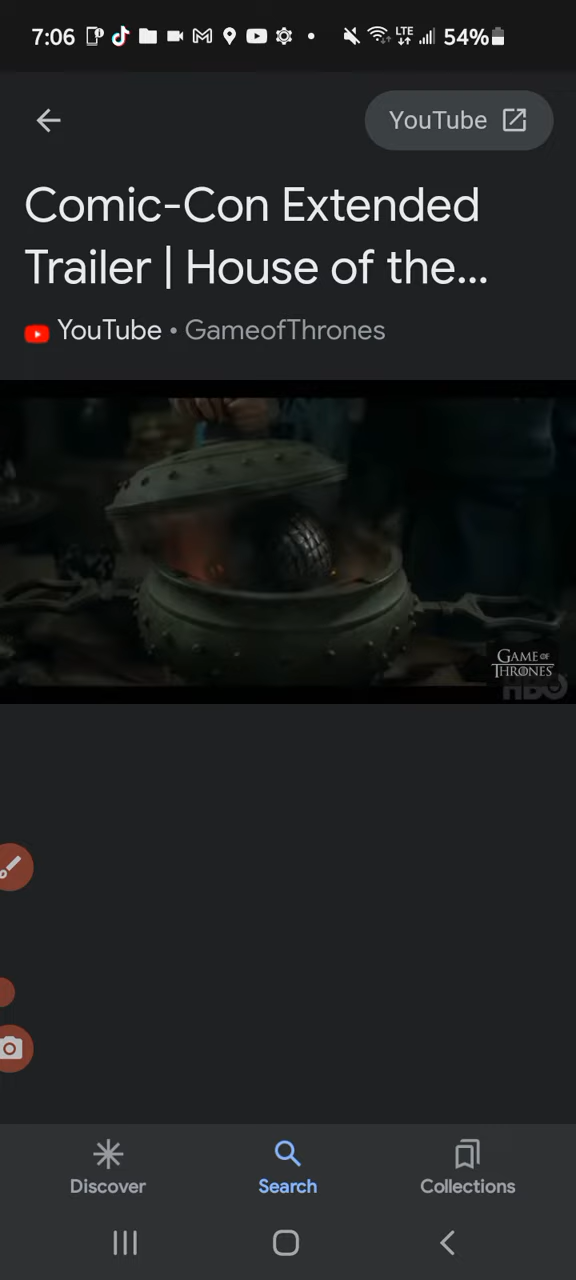 7:06 LTE 54%
YouTube
Comic-Con Extended
Trailer | House of the...
YouTube • GameofThrones
GAME OF
THRONES
HBO
Discover
Search
Collections